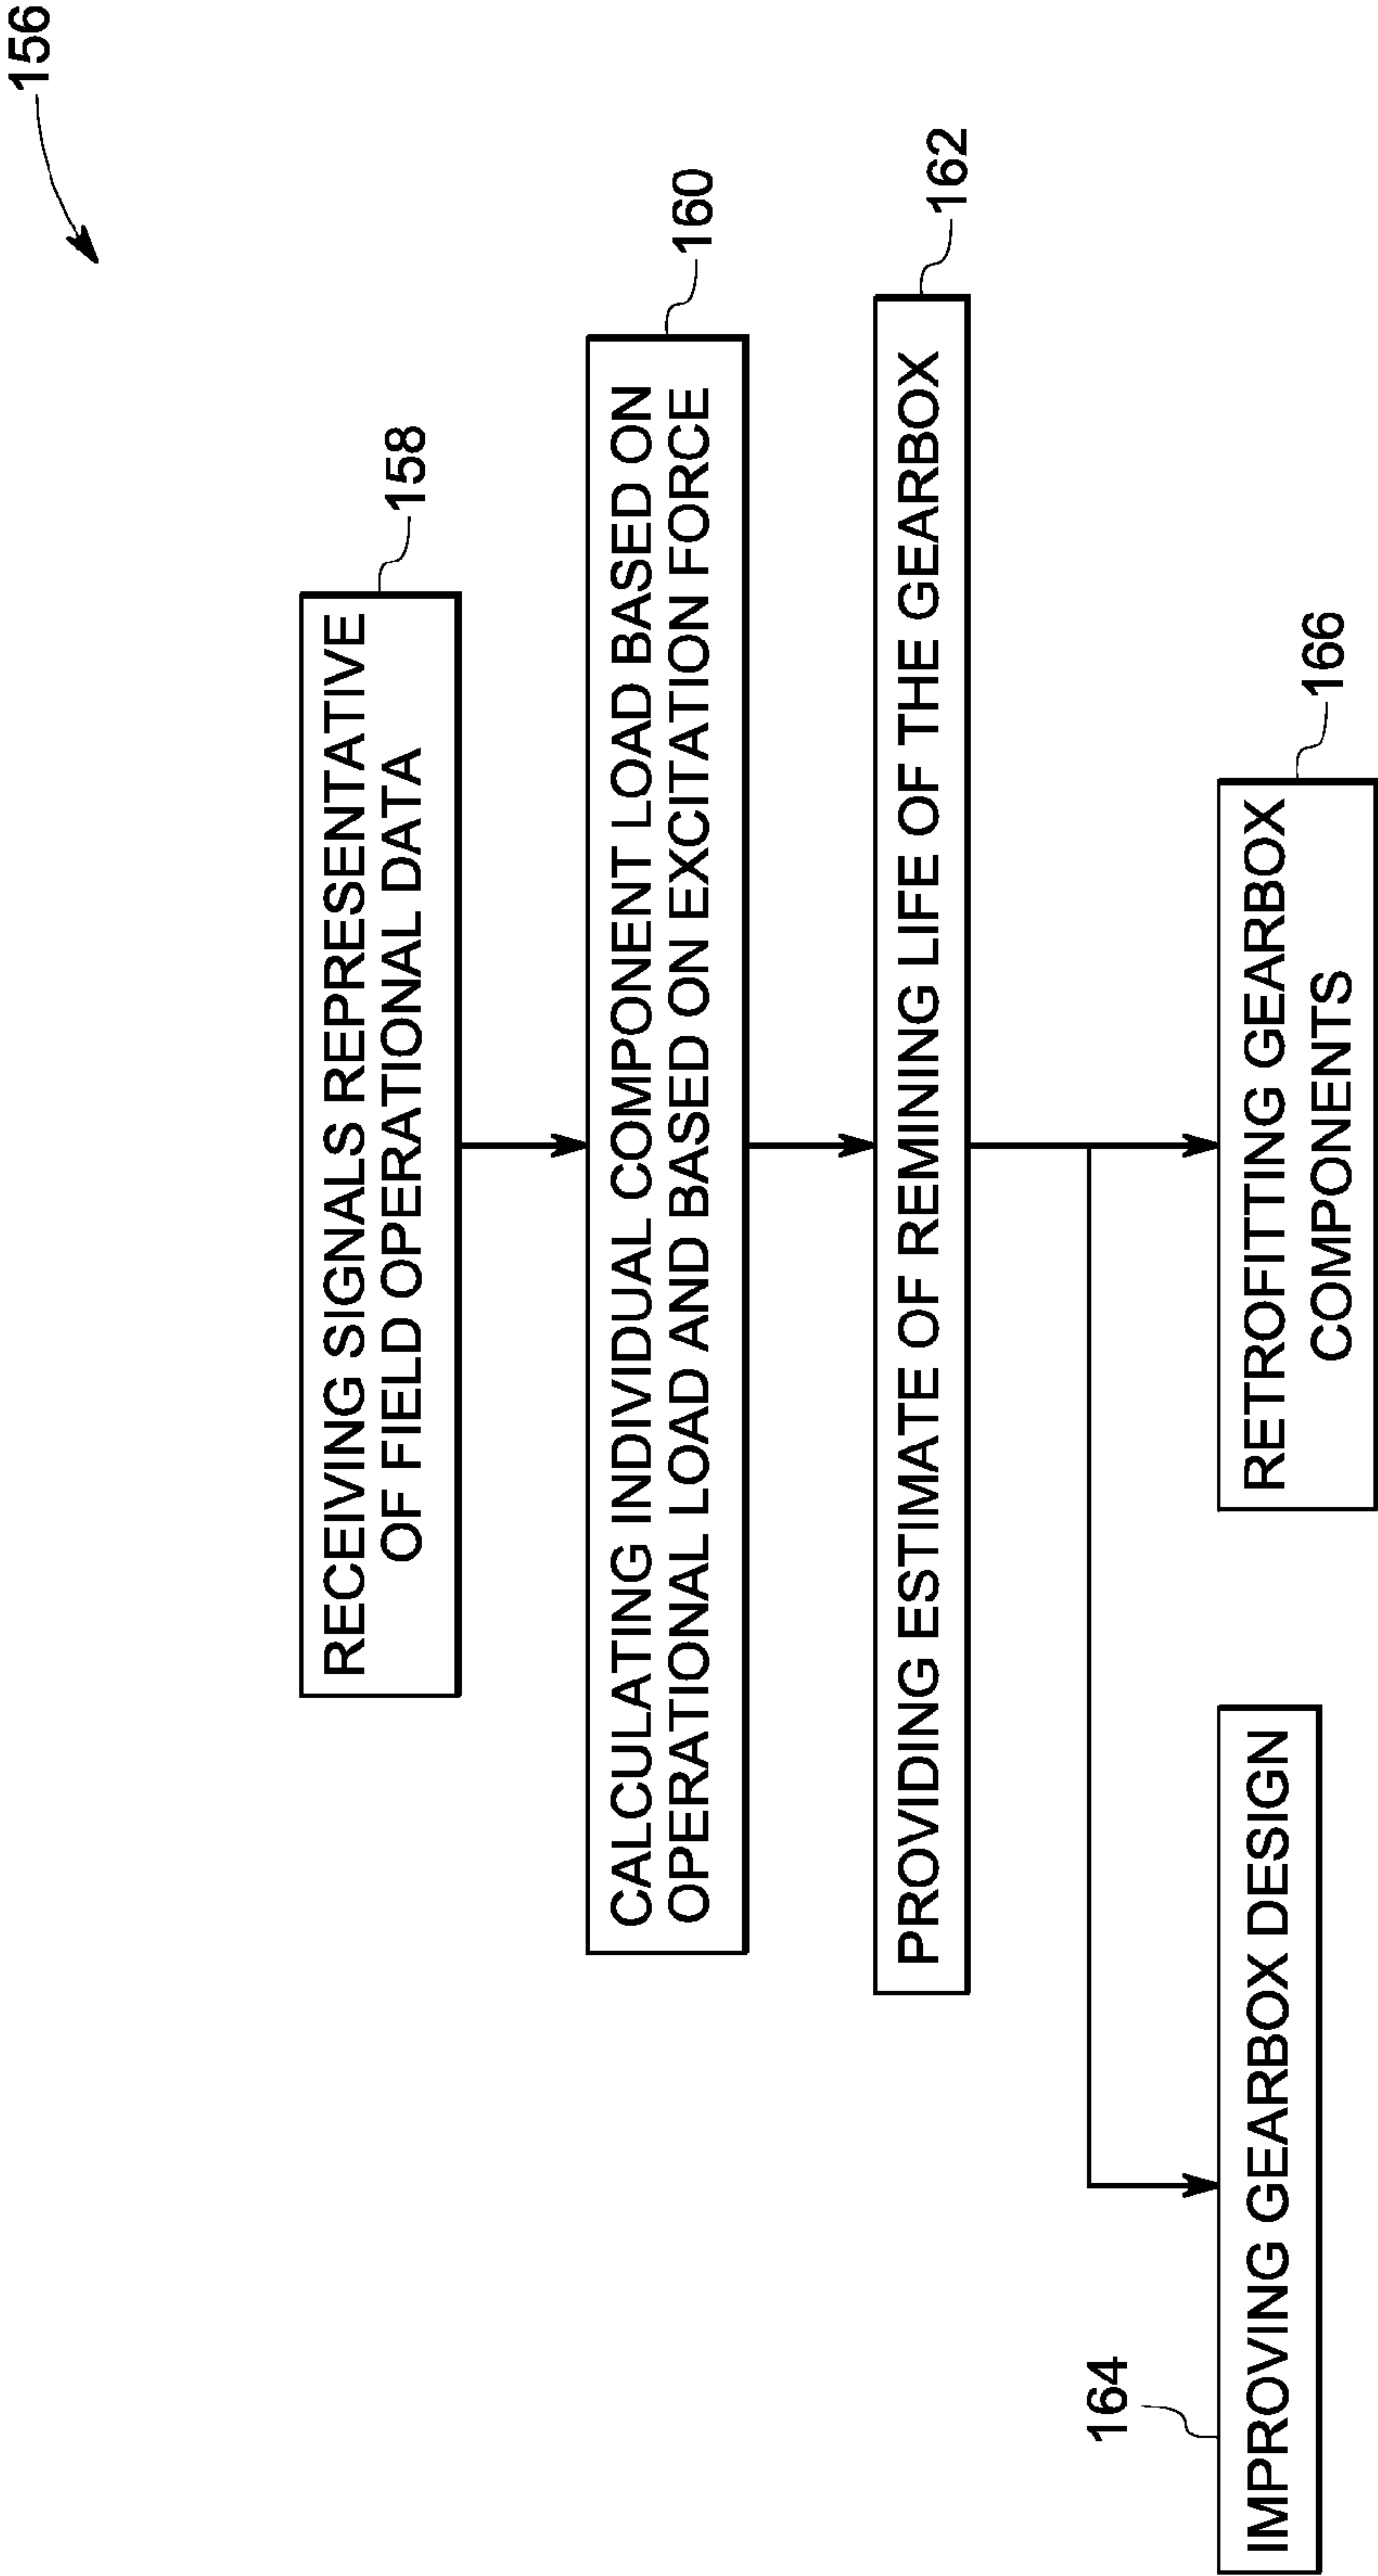 156
RECEIVING SIGNALS REPRESENTATIVE
OF FIELD OPERATIONAL DATA
158
CALCULATING INDIVIDUAL COMPONENT LOAD BASED ON
OPERATIONAL LOAD AND BASED ON EXCITATION FORCE
160
PROVIDING ESTIMATE OF REMINING LIFE OF THE GEARBOX
162
164
IMPROVING GEARBOX DESIGN
RETROFITTING GEARBOX
COMPONENTS
166